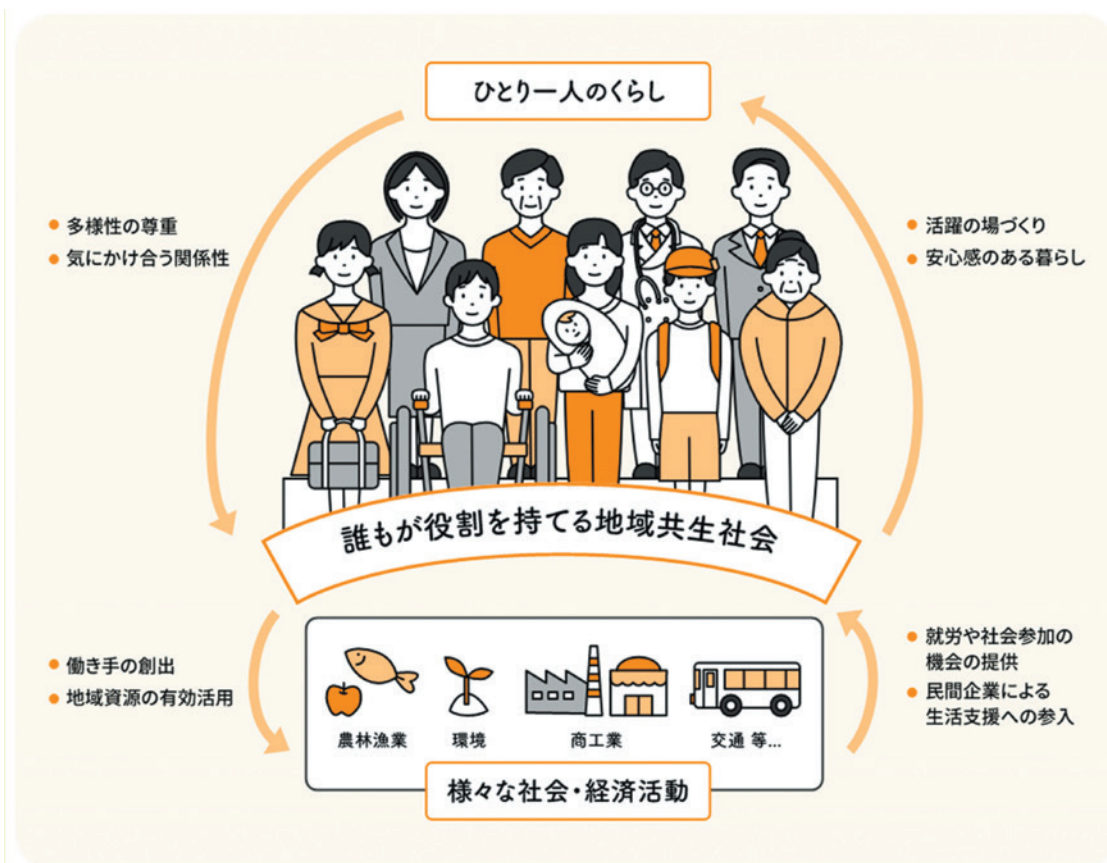 ひとり一人のくらし
● 多様性の尊重
● 気にかけ合う関係性
● 活躍の場づくり
● 安心感のある暮らし
誰もが役割を持てる地域共生社会
● 働き手の創出
● 地域資源の有効活用
● 就労や社会参加の
機会の提供
● 民間企業による
生活支援への参入
農林漁業 環境 商工業 交通 等...
様々な社会・経済活動